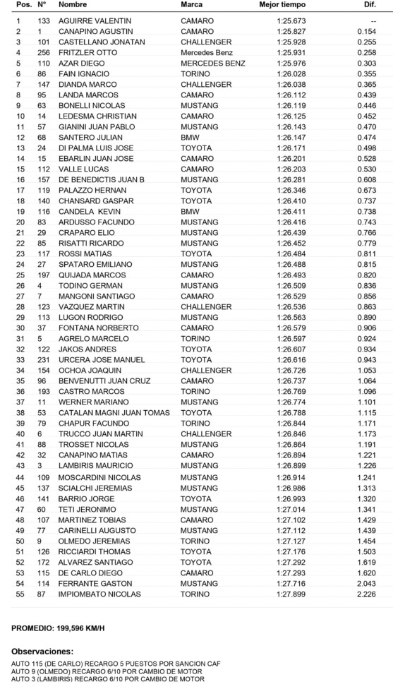 Pos. N° Nombre Marca Mejor tiempo Dif.
1 133 AGUIRRE VALENTIN CAMARO 1:25.673 --
2 1 CANAPINO AGUSTIN CAMARO 1:25.827 0.154
3 101 CASTELLANO JONATAN CHALLENGER 1:25.928 0.255
4 256 FRITZLER OTTO Mercedes Benz 1:25.931 0.258
5 110 AZAR DIEGO MERCEDES BENZ 1:25.976 0.303
6 86 FAIN IGNACIO TORINO 1:26.028 0.355
7 147 DIANDA MARCO CHALLENGER 1:26.038 0.365
8 95 LANDA MARCOS CAMARO 1:26.112 0.439
9 63 BONELLI NICOLAS MUSTANG 1:26.119 0.446
10 14 LEDESMA CHRISTIAN CAMARO 1:26.125 0.452
11 57 GIANINI JUAN PABLO MUSTANG 1:26.143 0.470
12 68 SANTERO JULIAN BMW 1:26.147 0.474
13 24 DI PALMA LUIS JOSE TOYOTA 1:26.171 0.498
14 15 EBARLIN JUAN JOSE CAMARO 1:26.201 0.528
15 112 VALLE LUCAS CAMARO 1:26.203 0.530
16 157 DE BENEDICTIS JUAN B MUSTANG 1:26.281 0.608
17 119 PALAZZO HERNAN TOYOTA 1:26.346 0.673
18 140 CHANSARD GASPAR TOYOTA 1:26.410 0.737
19 116 CANDELA KEVIN BMW 1:26.411 0.738
20 83 ARDUSSO FACUNDO MUSTANG 1:26.416 0.743
21 29 CRAPARO ELIO MUSTANG 1:26.439 0.766
22 85 RISATTI RICARDO MUSTANG 1:26.452 0.779
23 117 ROSSI MATIAS TOYOTA 1:26.484 0.811
24 27 SPATARO EMILIANO MUSTANG 1:26.488 0.815
25 197 QUIJADA MARCOS CAMARO 1:26.493 0.820
26 4 TODINO GERMAN MUSTANG 1:26.509 0.836
27 7 MANGONI SANTIAGO CAMARO 1:26.529 0.856
28 123 VAZQUEZ MARTIN CHALLENGER 1:26.536 0.863
29 113 LUGON RODRIGO MUSTANG 1:26.563 0.890
30 37 FONTANA NORBERTO CAMARO 1:26.579 0.906
31 5 AGRELO MARCELO TORINO 1:26.597 0.924
32 122 JAKOS ANDRES TOYOTA 1:26.607 0.934
33 231 URCERA JOSE MANUEL TOYOTA 1:26.616 0.943
34 154 OCHOA JOAQUIN CHALLENGER 1:26.726 1.053
35 96 BENVENUTTI JUAN CRUZ CAMARO 1:26.737 1.064
36 193 CASTRO MARCOS TORINO 1:26.769 1.096
37 11 WERNER MARIANO MUSTANG 1:26.774 1.101
38 53 CATALAN MAGNI JUAN TOMAS TOYOTA 1:26.788 1.115
39 79 CHAPUR FACUNDO TORINO 1:26.844 1.171
40 6 TRUCCO JUAN MARTIN CHALLENGER 1:26.846 1.173
41 88 TROSSET NICOLAS MUSTANG 1:26.864 1.191
42 32 CANAPINO MATIAS CAMARO 1:26.894 1.221
43 3 LAMBIRIS MAURICIO MUSTANG 1:26.899 1.226
44 109 MOSCARDINI NICOLAS MUSTANG 1:26.914 1.241
45 137 SCIALCHI JEREMIAS MUSTANG 1:26.986 1.313
46 141 BARRIO JORGE TOYOTA 1:26.993 1.320
47 60 TETI JERONIMO MUSTANG 1:27.014 1.341
48 107 MARTINEZ TOBIAS CAMARO 1:27.102 1.429
49 77 CARINELLI AUGUSTO MUSTANG 1:27.112 1.439
50 9 OLMEDO JEREMIAS TORINO 1:27.127 1.454
51 126 RICCIARDI THOMAS TOYOTA 1:27.176 1.503
52 172 ALVAREZ SANTIAGO TOYOTA 1:27.292 1.619
53 115 DE CARLO DIEGO CAMARO 1:27.293 1.620
54 114 FERRANTE GASTON MUSTANG 1:27.716 2.043
55 87 IMPIOMBATO NICOLAS TORINO 1:27.899 2.226
PROMEDIO: 199,596 KM/H
Observaciones:
AUTO 115 (DE CARLO) RECARGO 5 PUESTOS POR SANCION CAF
AUTO 9 (OLMEDO) RECARGO 6/10 POR CAMBIO DE MOTOR
AUTO 3 (LAMBIRIS) RECARGO 6/10 POR CAMBIO DE MOTOR